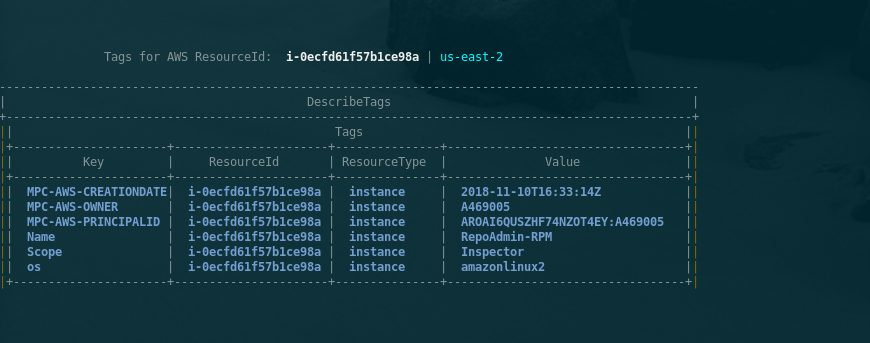 Tags for AWS ResourceId: i-0ecfd61f57b1ce98a | us-east-2
DescribeTags
Tags
Key | ResourceId | ResourceType | Value
MPC-AWS-CREATIONDATE| i-0ecfd61f57b1ce98a | instance | 2018-11-10T16:33:14Z
MPC-AWS-OWNER | i-0ecfd61f57b1ce98a | instance | A469005
MPC-AWS-PRINCIPALID | i-0ecfd61f57b1ce98a | instance | AROAI6QUSZHF74NZOT4EY:A469005
Name | i-0ecfd61f57b1ce98a | instance | RepoAdmin-RPM
Scope | i-0ecfd61f57b1ce98a | instance | Inspector
os | i-0ecfd61f57b1ce98a | instance | amazonlinux2